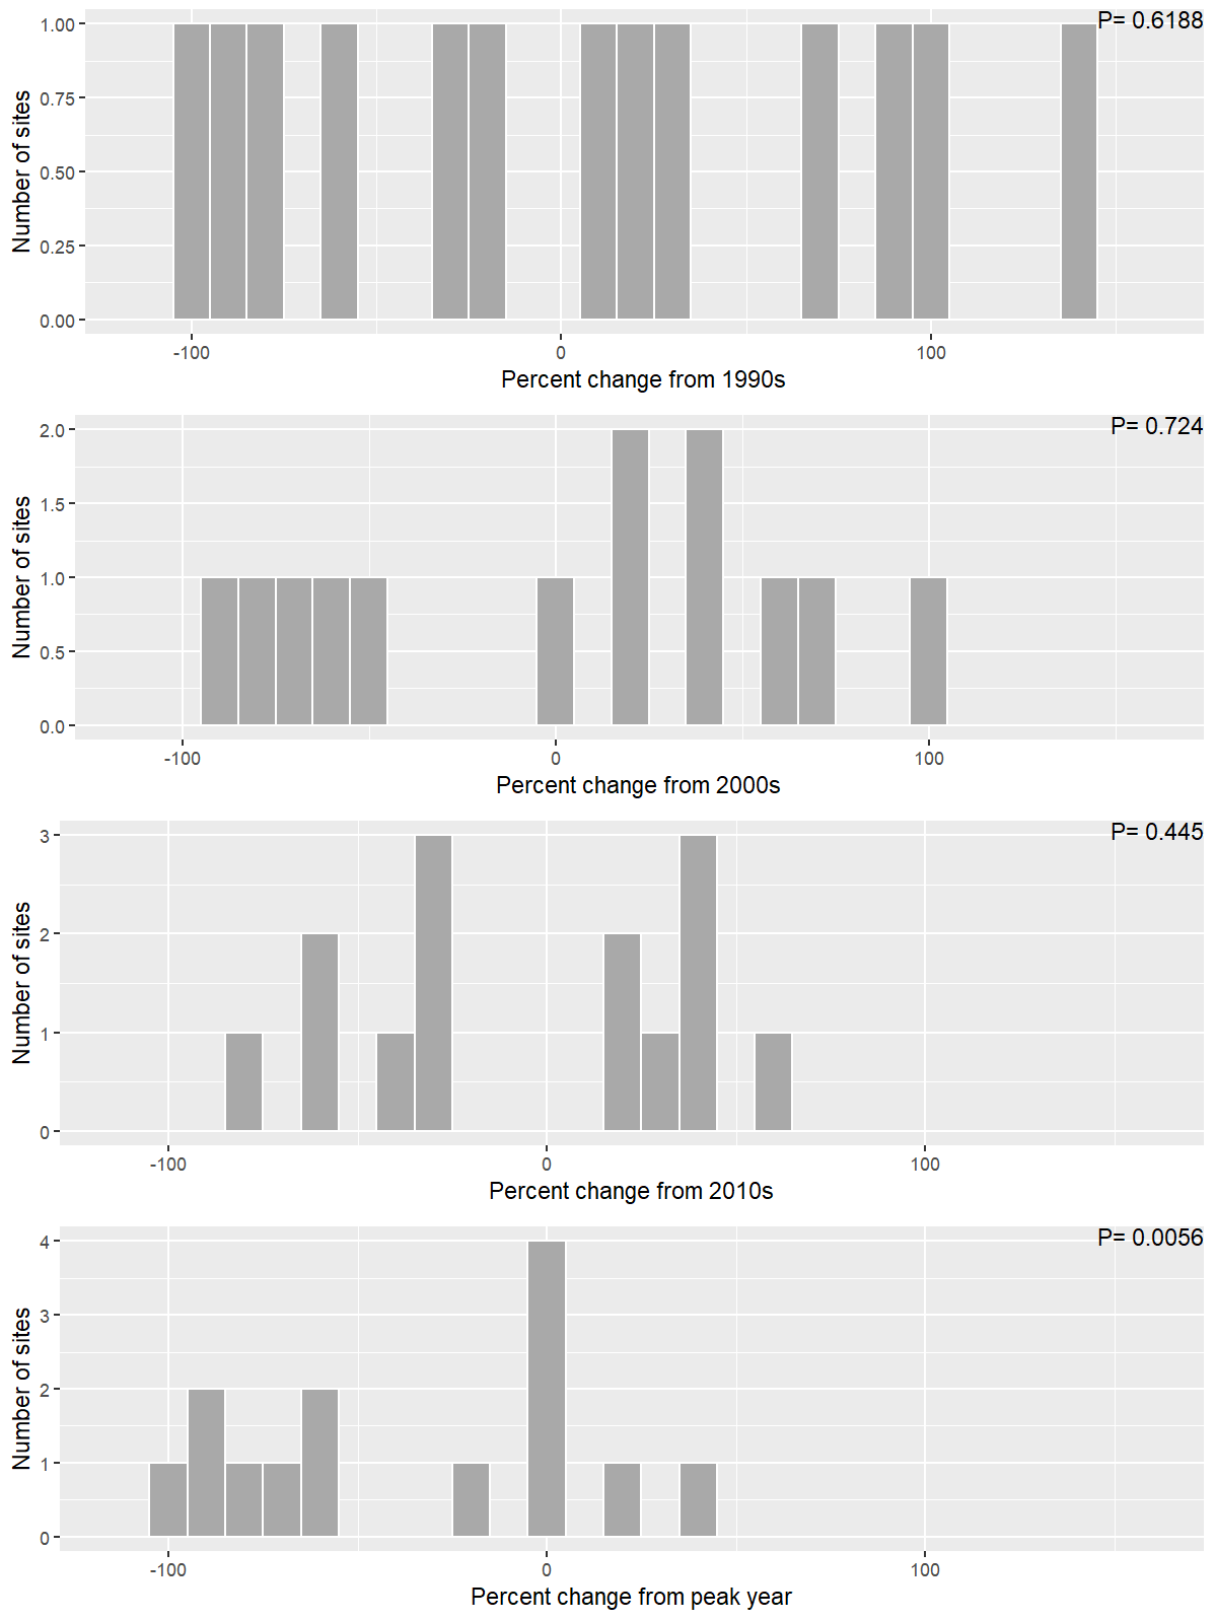 P= 0.6188
1.00
0.75
0.50
0.25
0.00
Number of sites
-100 0 100
Percent change from 1990s
P= 0.724
2.0
1.5
1.0
0.5
0.0
Number of sites
-100 0 100
Percent change from 2000s
P= 0.445
3
2
1
0
Number of sites
-100 0 100
Percent change from 2010s
P= 0.0056
4
3
2
1
0
Number of sites
-100 0 100
Percent change from peak year